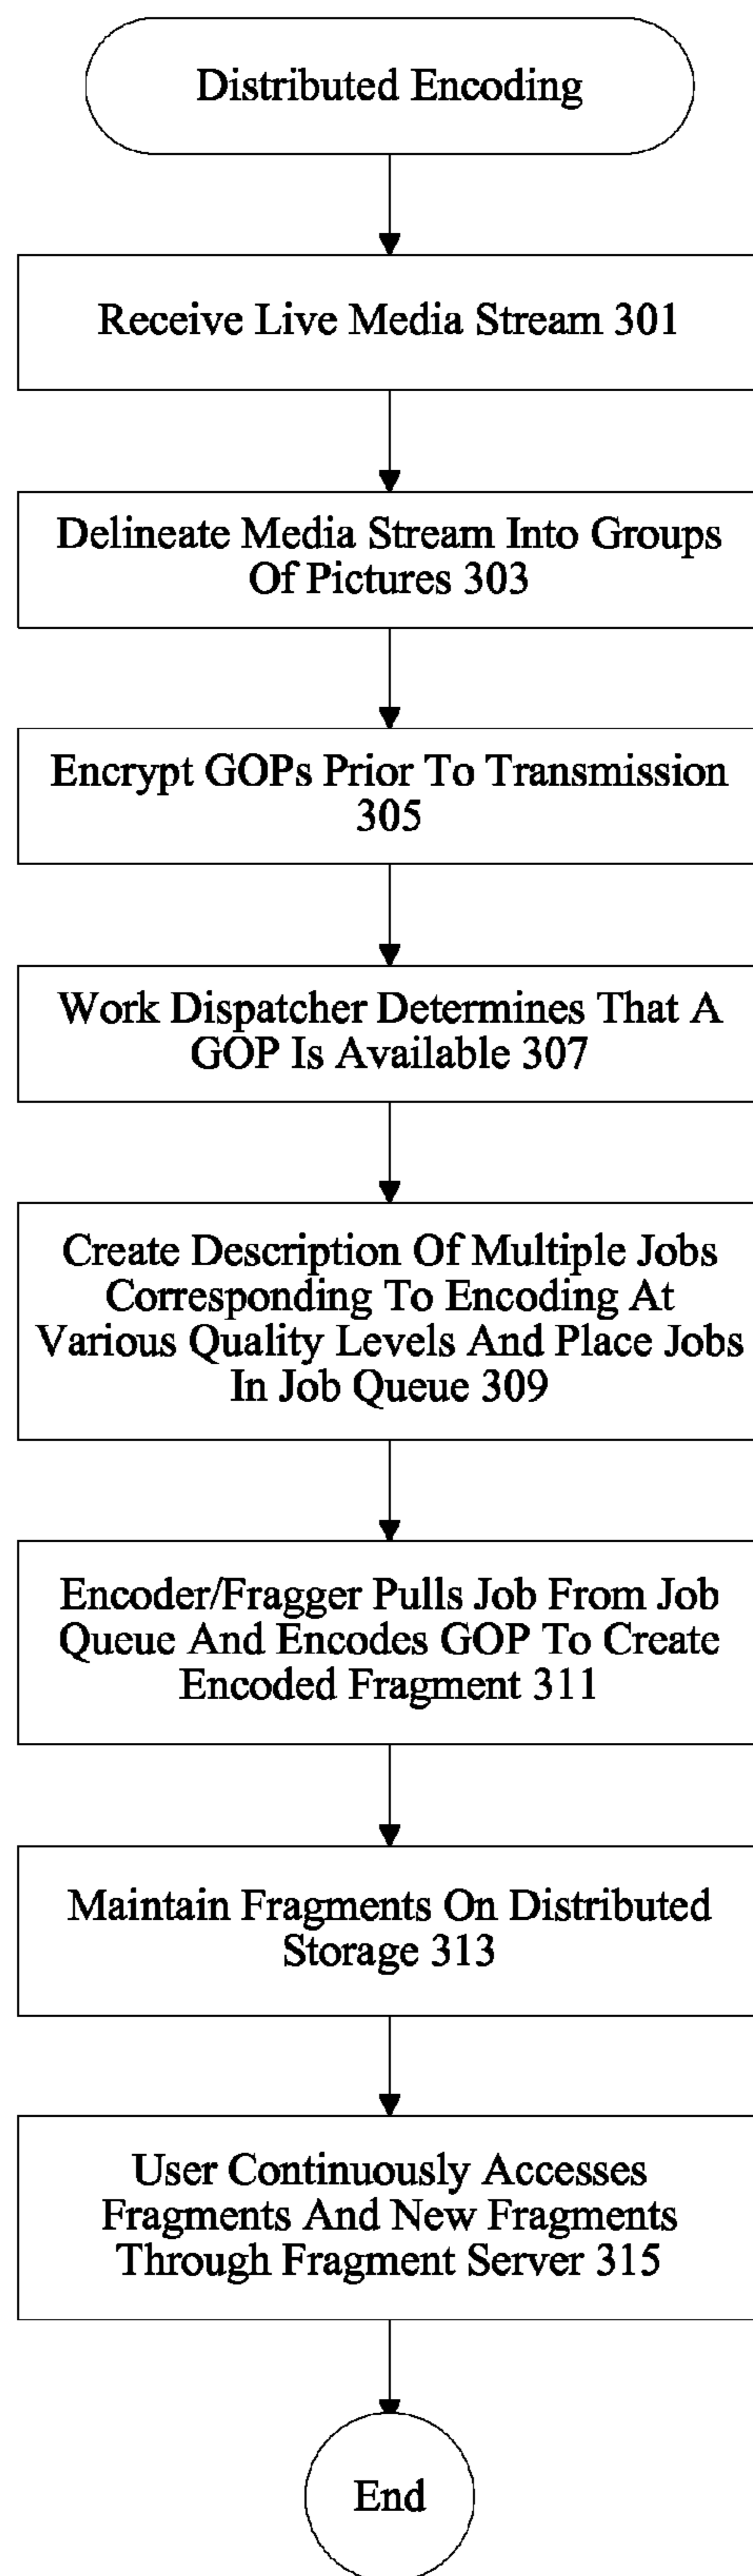 Distributed Encoding
Receive Live Media Stream 301
Delineate Media Stream Into Groups
Of Pictures 303
Encrypt GOPs Prior To Transmission
305
Work Dispatcher Determines That A
GOP Is Available 307
Create Description Of Multiple Jobs
Corresponding To Encoding At
Various Quality Levels And Place Jobs
In Job Queue 309
Encoder/Fragger Pulls Job From Job
Queue And Encodes GOP To Create
Encoded Fragment 311
Maintain Fragments On Distributed
Storage 313
User Continuously Accesses
Fragments And New Fragments
Through Fragment Server 315
End